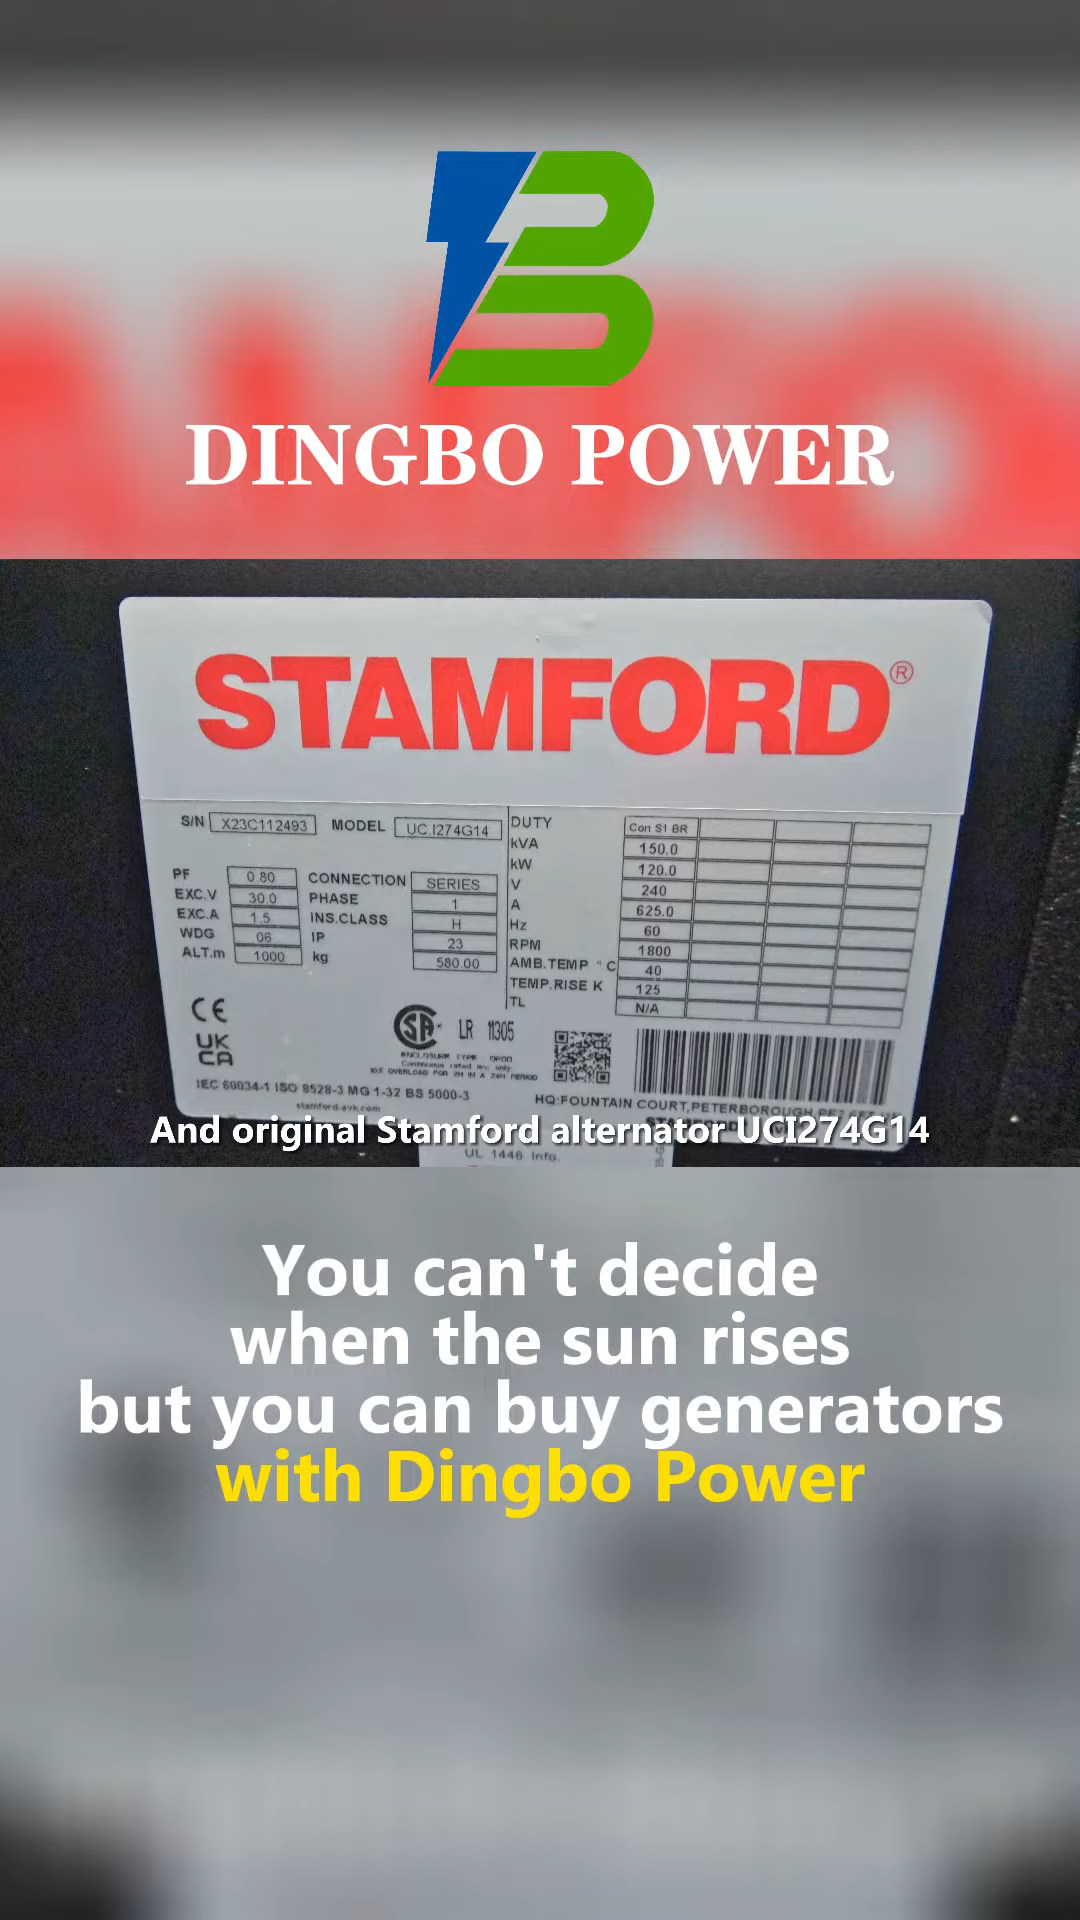 DINGBO POWER
STAMFORD®
S/N X23C112493 MODEL UC.I274G14
PF 0.80
EXC.V 30.0
EXC.A 1.5
WDG 06
ALT.m 1000
CONNECTION SERIES
PHASE 1
INS.CLASS H
IP 23
kg 580.00
DUTY Con S1 BR
kVA 150.0
kW 120.0
V 240
A 625.0
Hz 60
RPM 1800
AMB.TEMP °C 40
TEMP.RISE K 125
TL N/A
CE
UK
CA
SA LR 11305
ENCLOSURE TYPE : OPGD
Continuous rated only
OVERLOAD FOR 2H IN A 24H PERIOD
IEC 60034-1 ISO 8528-3 MG 1-32 BS 5000-3
stamford-avk.com
HQ:FOUNTAIN COURT,PETERBOROUGH
And original Stamford alternator UCI274G14
UL 1446 Info.
You can't decide
when the sun rises
but you can buy generators
with Dingbo Power